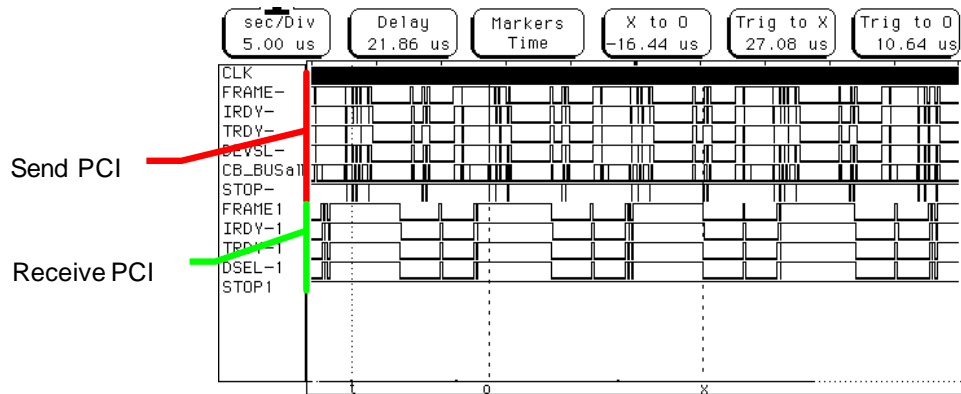 sec/Div
5.00 us
Delay
21.86 us
Markers
Time
X to O
-16.44 us
Trig to X
27.08 us
Trig to O
10.64 us
CLK
FRAME-
IRDY-
TRDY-
DEVSL-
CB_BUSall
STOP-
FRAME1
IRDY-1
TRDY-1
DSEL-1
STOP1
Send PCI
Receive PCI
t
o
X